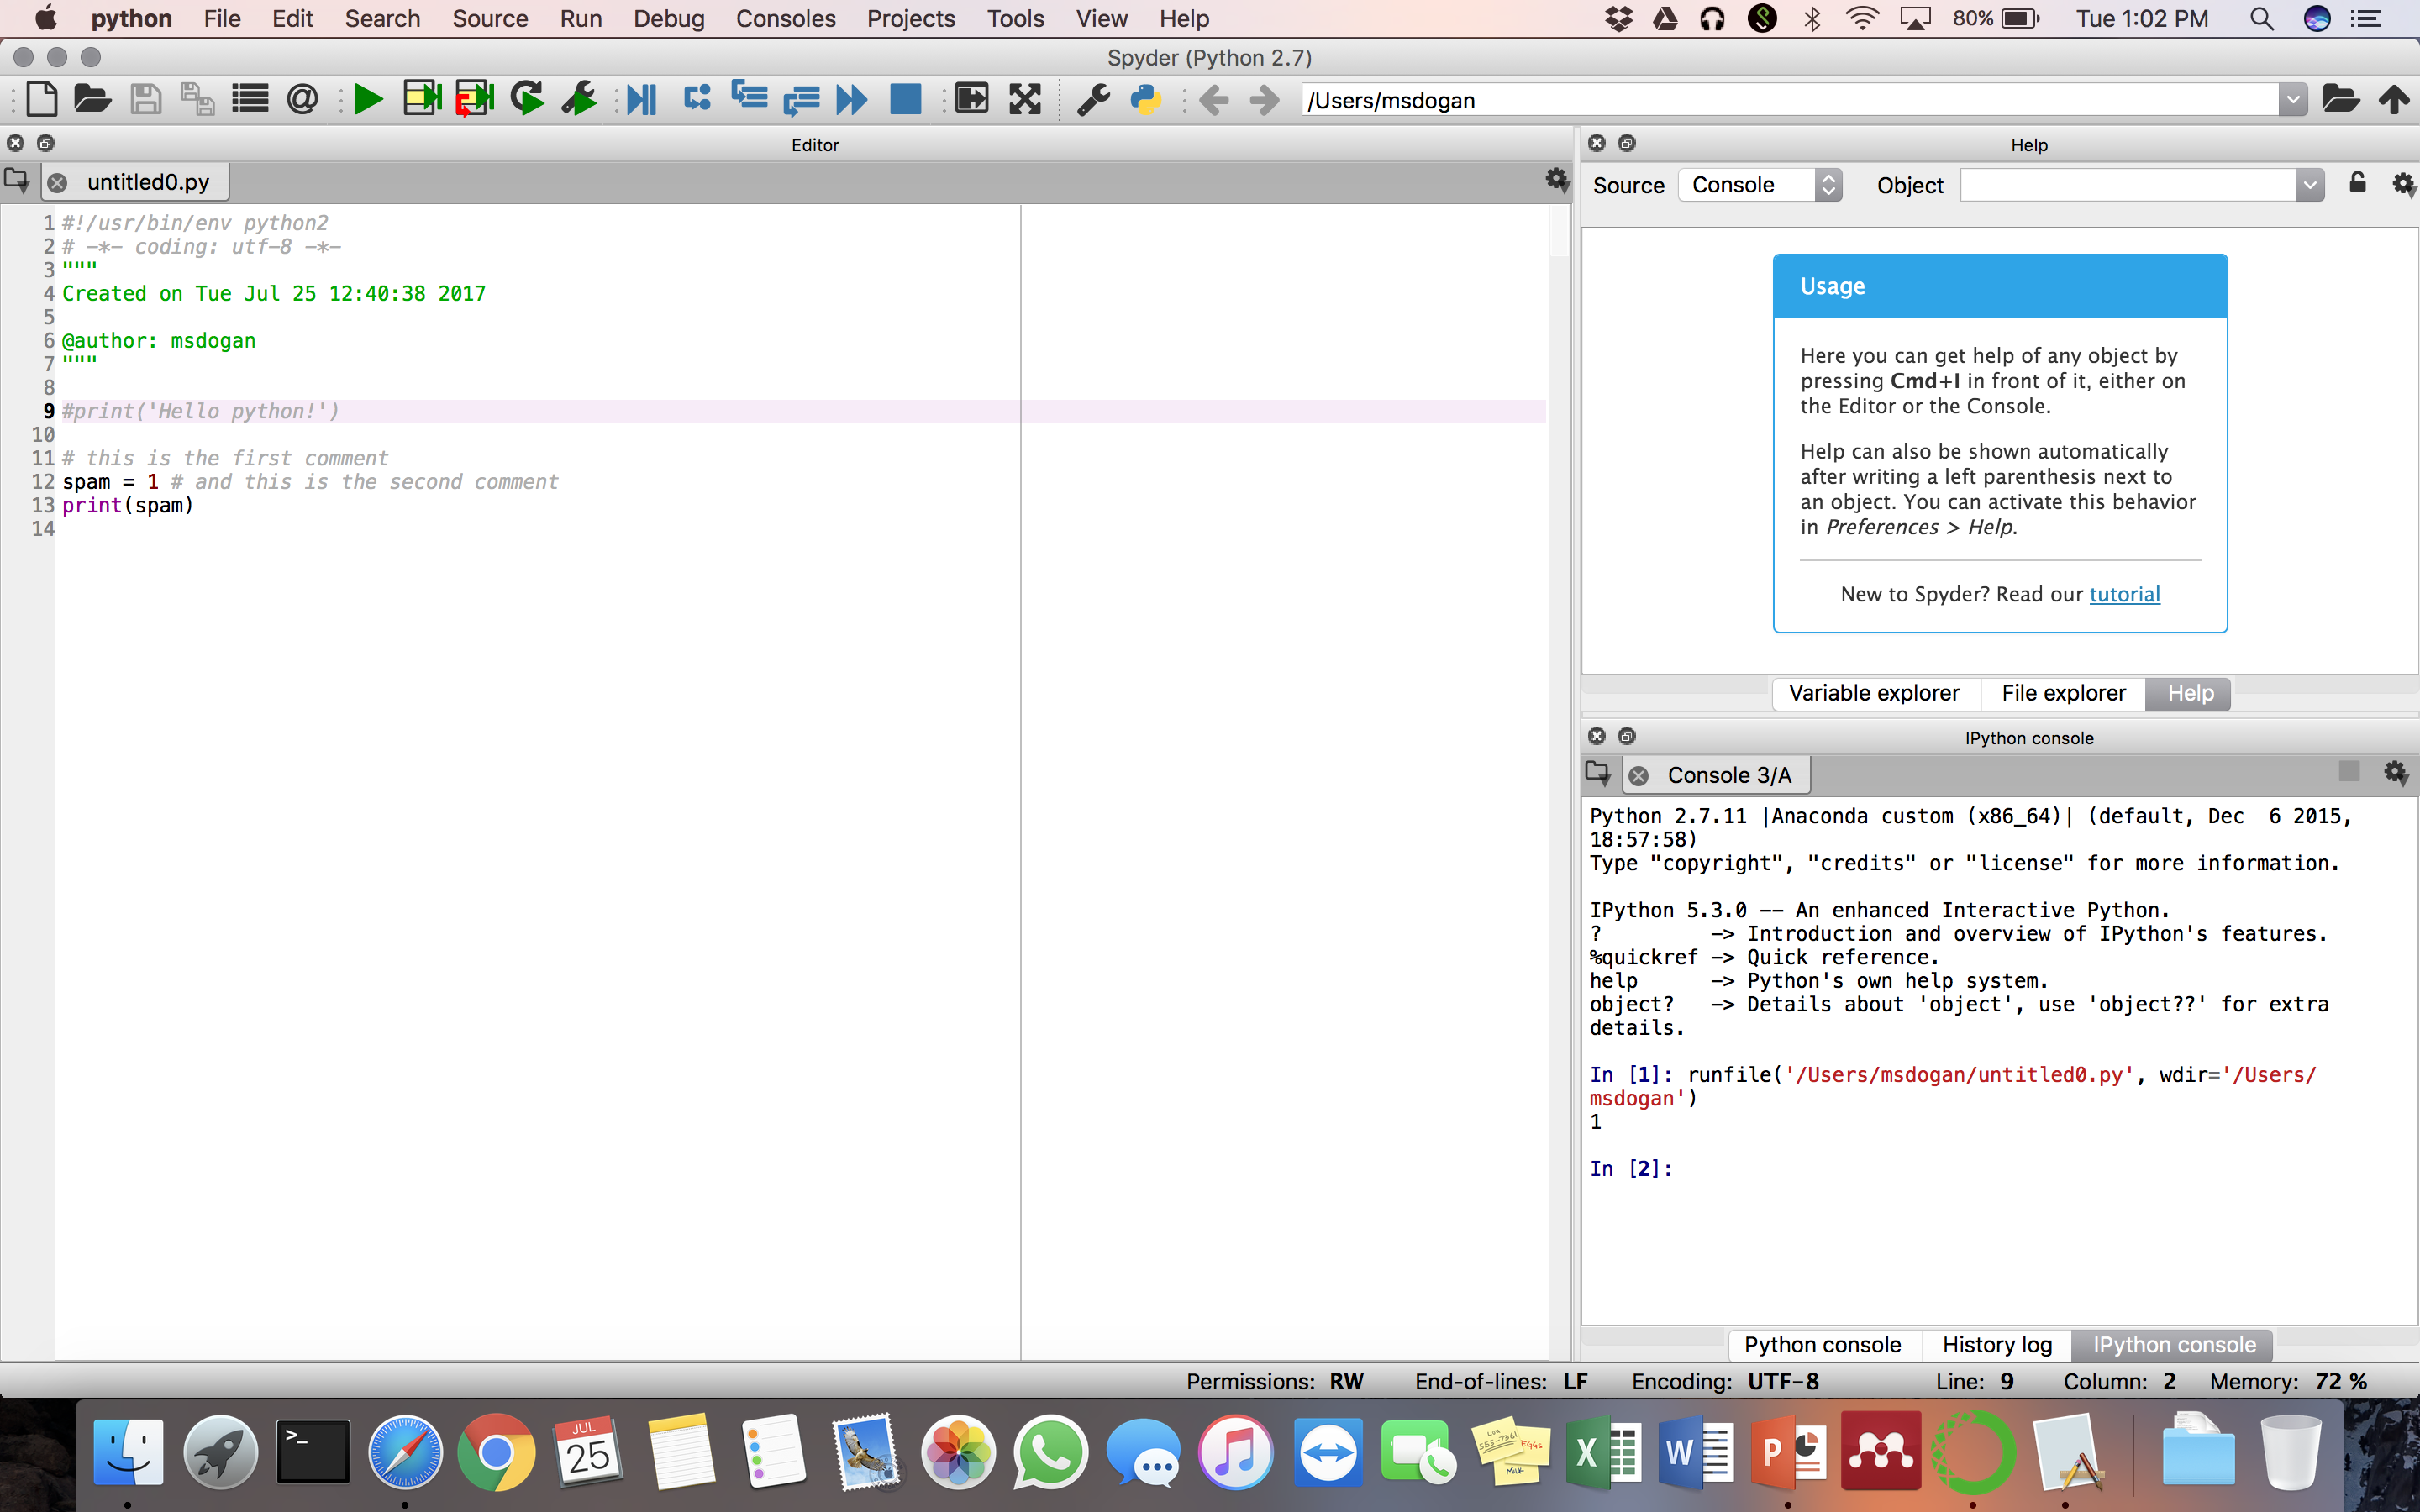 python File Edit Search Source Run Debug Consoles Projects Tools View Help 80% Tue 1:02 PM
Spyder (Python 2.7)
@ /Users/msdogan
Editor
untitled0.py
1 #!/usr/bin/env python2
2 # -*- coding: utf-8 -*-
3 """
4 Created on Tue Jul 25 12:40:38 2017
5
6 @author: msdogan
7 """
8
9 #print('Hello python!')
10
11 # this is the first comment
12 spam = 1 # and this is the second comment
13 print(spam)
14
Help
Source Console Object
Usage
Here you can get help of any object by
pressing Cmd+I in front of it, either on
the Editor or the Console.
Help can also be shown automatically
after writing a left parenthesis next to
an object. You can activate this behavior
in Preferences > Help.
New to Spyder? Read our tutorial
Variable explorer File explorer Help
IPython console
Console 3/A
Python 2.7.11 |Anaconda custom (x86_64)| (default, Dec  6 2015,
18:57:58)
Type "copyright", "credits" or "license" for more information.
IPython 5.3.0 -- An enhanced Interactive Python.
?         -> Introduction and overview of IPython's features.
%quickref -> Quick reference.
help      -> Python's own help system.
object?   -> Details about 'object', use 'object??' for extra
details.
In [1]: runfile('/Users/msdogan/untitled0.py', wdir='/Users/
msdogan')
1
In [2]:
Python console History log IPython console
Permissions: RW End-of-lines: LF Encoding: UTF-8 Line: 9 Column: 2 Memory: 72 %
>_
JUL
25
555-7361
EGGS
MILK
X
W
P